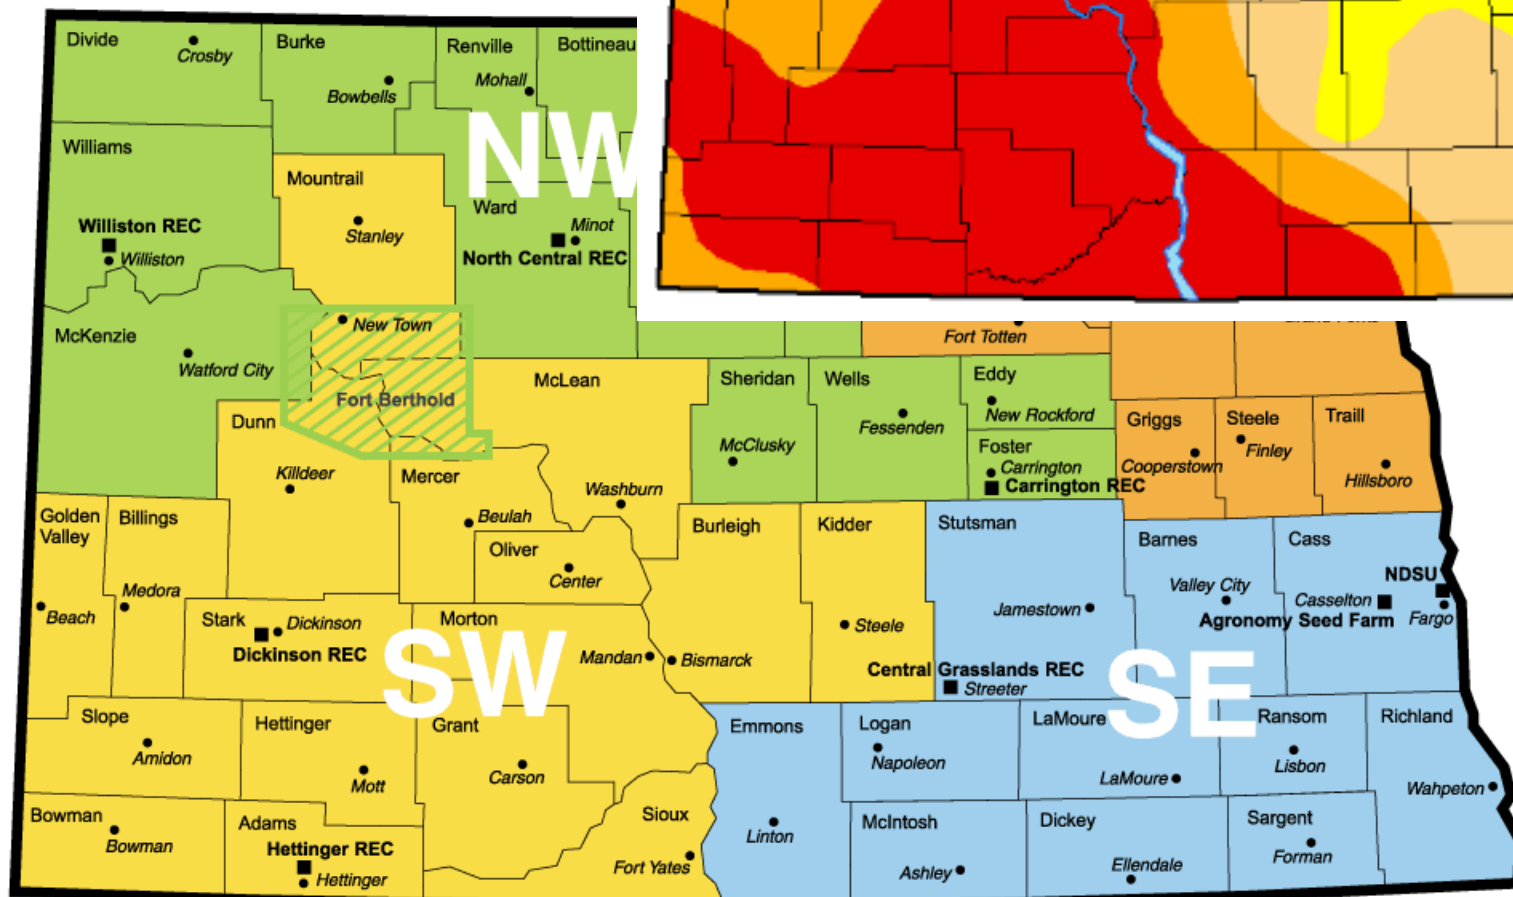 Divide
Crosby
Burke
Bowbells
Renville
Mohall
Bottineau
Williams
Mountrail
NW
Ward
Stanley
Minot
Williston REC
Williston
North Central REC
McKenzie
New Town
Watford City
Fort Totten
Fort Berthold
McLean
Sheridan
Wells
Eddy
New Rockford
Dunn
Fessenden
Griggs
Steele
Traill
Killdeer
Mercer
McClusky
Foster
Carrington
Carrington REC
Cooperstown
Finley
Hillsboro
Washburn
Golden
Valley
Billings
Beulah
Burleigh
Kidder
Stutsman
Barnes
Cass
Oliver
Center
NDSU
Medora
Valley City
Casselton
Beach
Stark
Dickinson
Dickinson REC
Morton
Jamestown
Agronomy Seed Farm
Fargo
Steele
SW
Mandan
Bismarck
Central Grasslands REC
Streeter
SE
Slope
Amidon
Hettinger
Mott
Grant
Carson
Emmons
Logan
Napoleon
LaMoure
LaMoure
Ransom
Lisbon
Richland
Wahpeton
Bowman
Bowman
Adams
Hettinger REC
Hettinger
Sioux
Fort Yates
Linton
McIntosh
Ashley
Dickey
Ellendale
Sargent
Forman